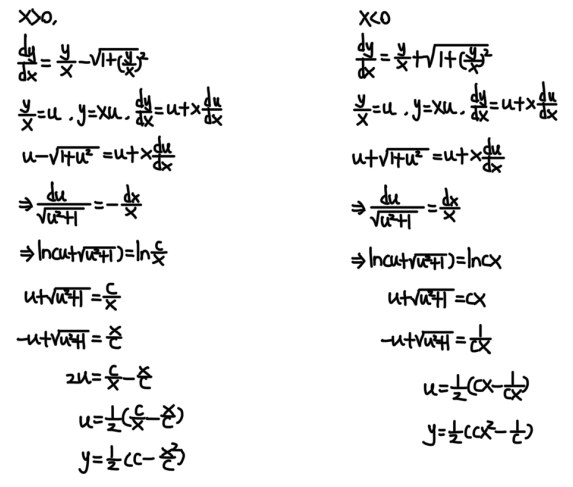 x>0,
dy/dx = y/x - √(1+(y/x)²)
y/x = u, y=xu, dy/dx = u+x du/dx
u-√(1+u²) = u+x du/dx
⇒ du/√(u²+1) = -dx/x
⇒ ln(u+√(u²+1)) = ln c/x
u+√(u²+1) = c/x
-u+√(u²+1) = x/c
2u = c/x - x/c
u = 1/2(c/x - x/c)
y = 1/2(c - x²/c)
x<0
dy/dx = y/x + √(1+(y/x)²)
y/x = u, y=xu, dy/dx = u+x du/dx
u+√(1+u²) = u+x du/dx
⇒ du/√(u²+1) = dx/x
⇒ ln(u+√(u²+1)) = ln cx
u+√(u²+1) = cx
-u+√(u²+1) = 1/cx
u = 1/2(cx - 1/cx)
y = 1/2(cx² - 1/c)